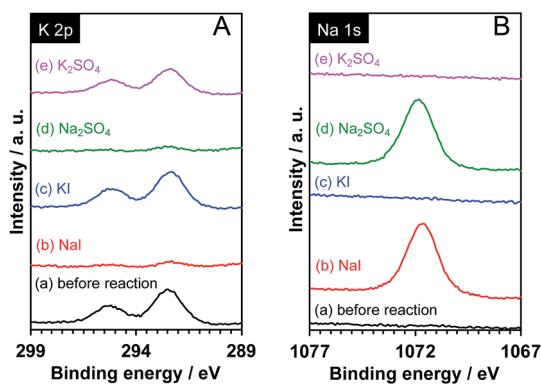 K 2p
A
(e) K₂SO₄
(d) Na₂SO₄
(c) KI
(b) NaI
(a) before reaction
Intensity / a. u.
299 294 289
Binding energy / eV
Na 1s
B
(e) K₂SO₄
(d) Na₂SO₄
(c) KI
(b) NaI
(a) before reaction
Intensity / a. u.
1077 1072 1067
Binding energy / eV